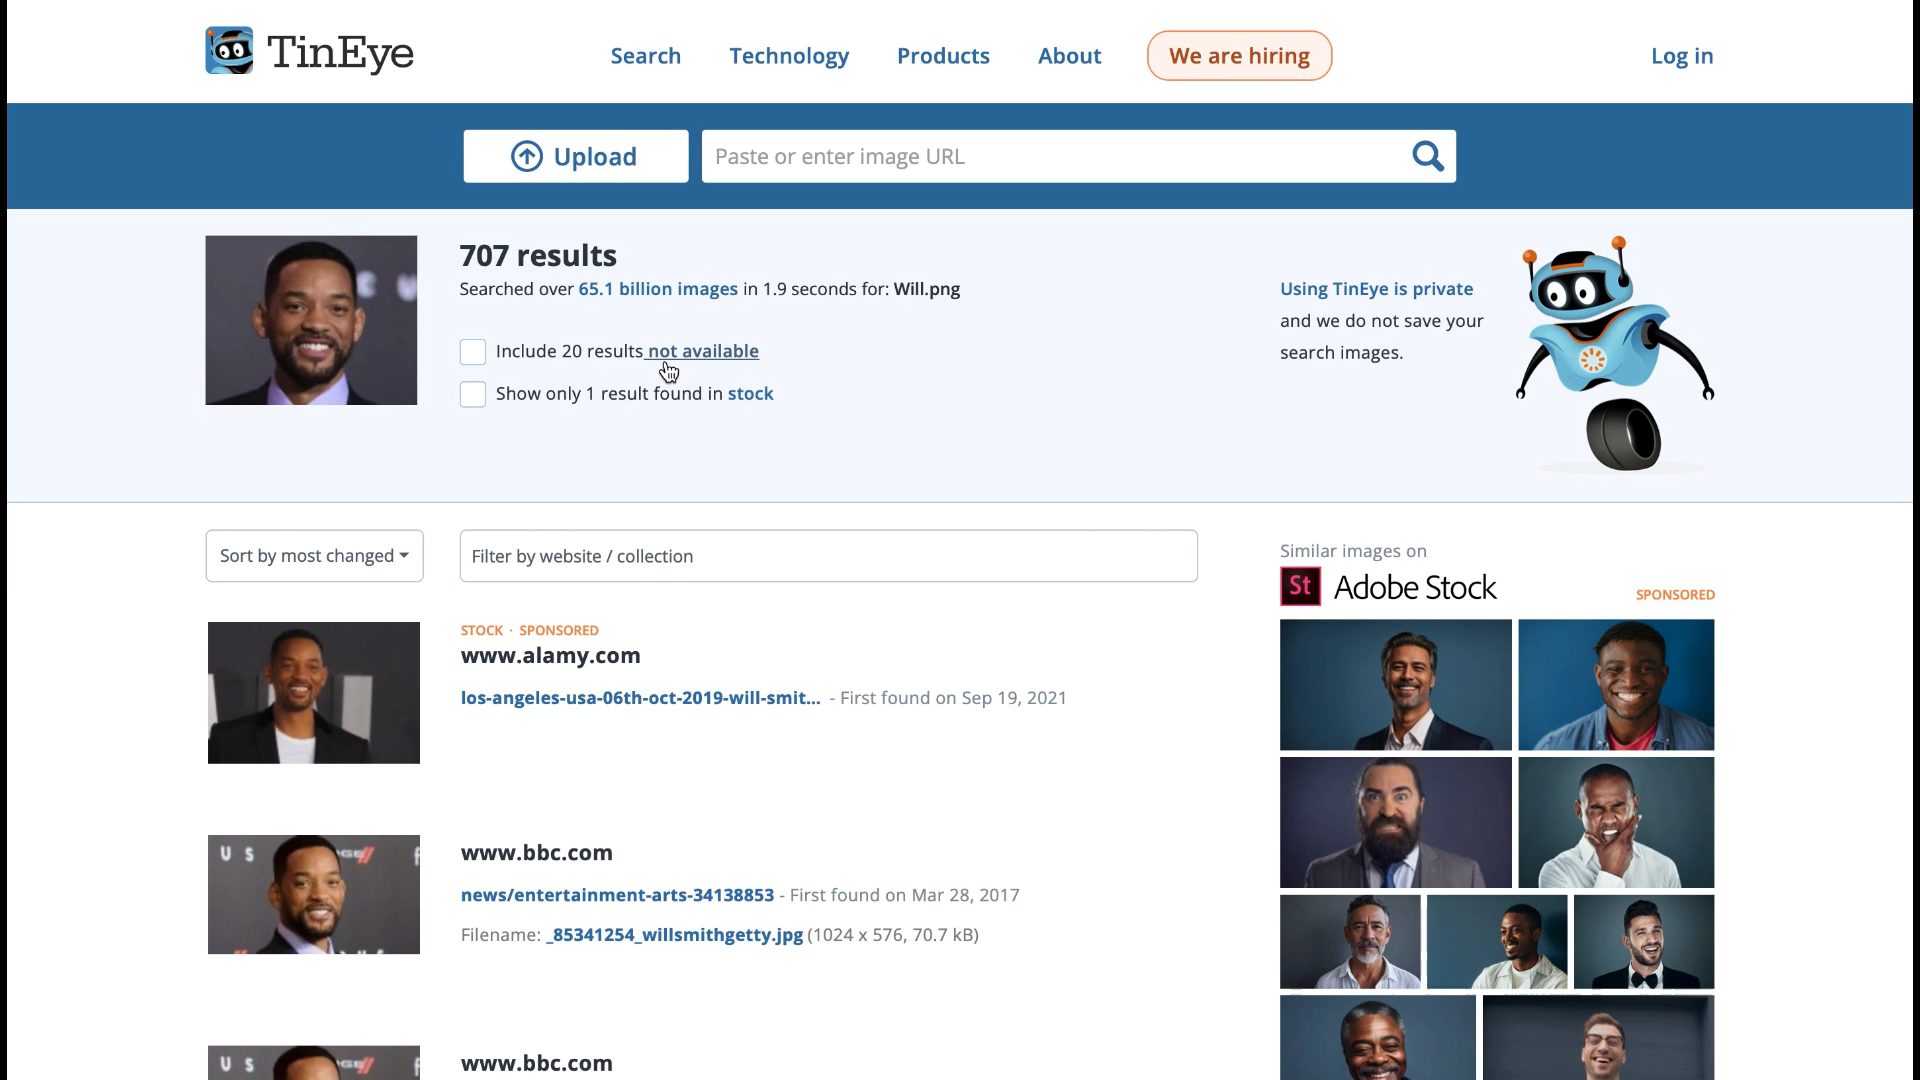 TinEye
Search
Technology
Products
About
We are hiring
Log in
Upload
Paste or enter image URL
707 results
Searched over 65.1 billion images in 1.9 seconds for: Will.png
Include 20 results not available
Show only 1 result found in stock
Using TinEye is private
and we do not save your
search images.
Sort by most changed
Filter by website / collection
STOCK · SPONSORED
www.alamy.com
los-angeles-usa-06th-oct-2019-will-smit... - First found on Sep 19, 2021
U S
www.bbc.com
news/entertainment-arts-34138853 - First found on Mar 28, 2017
Filename: _85341254_willsmithgetty.jpg (1024 x 576, 70.7 kB)
U S
www.bbc.com
Similar images on
St Adobe Stock
SPONSORED